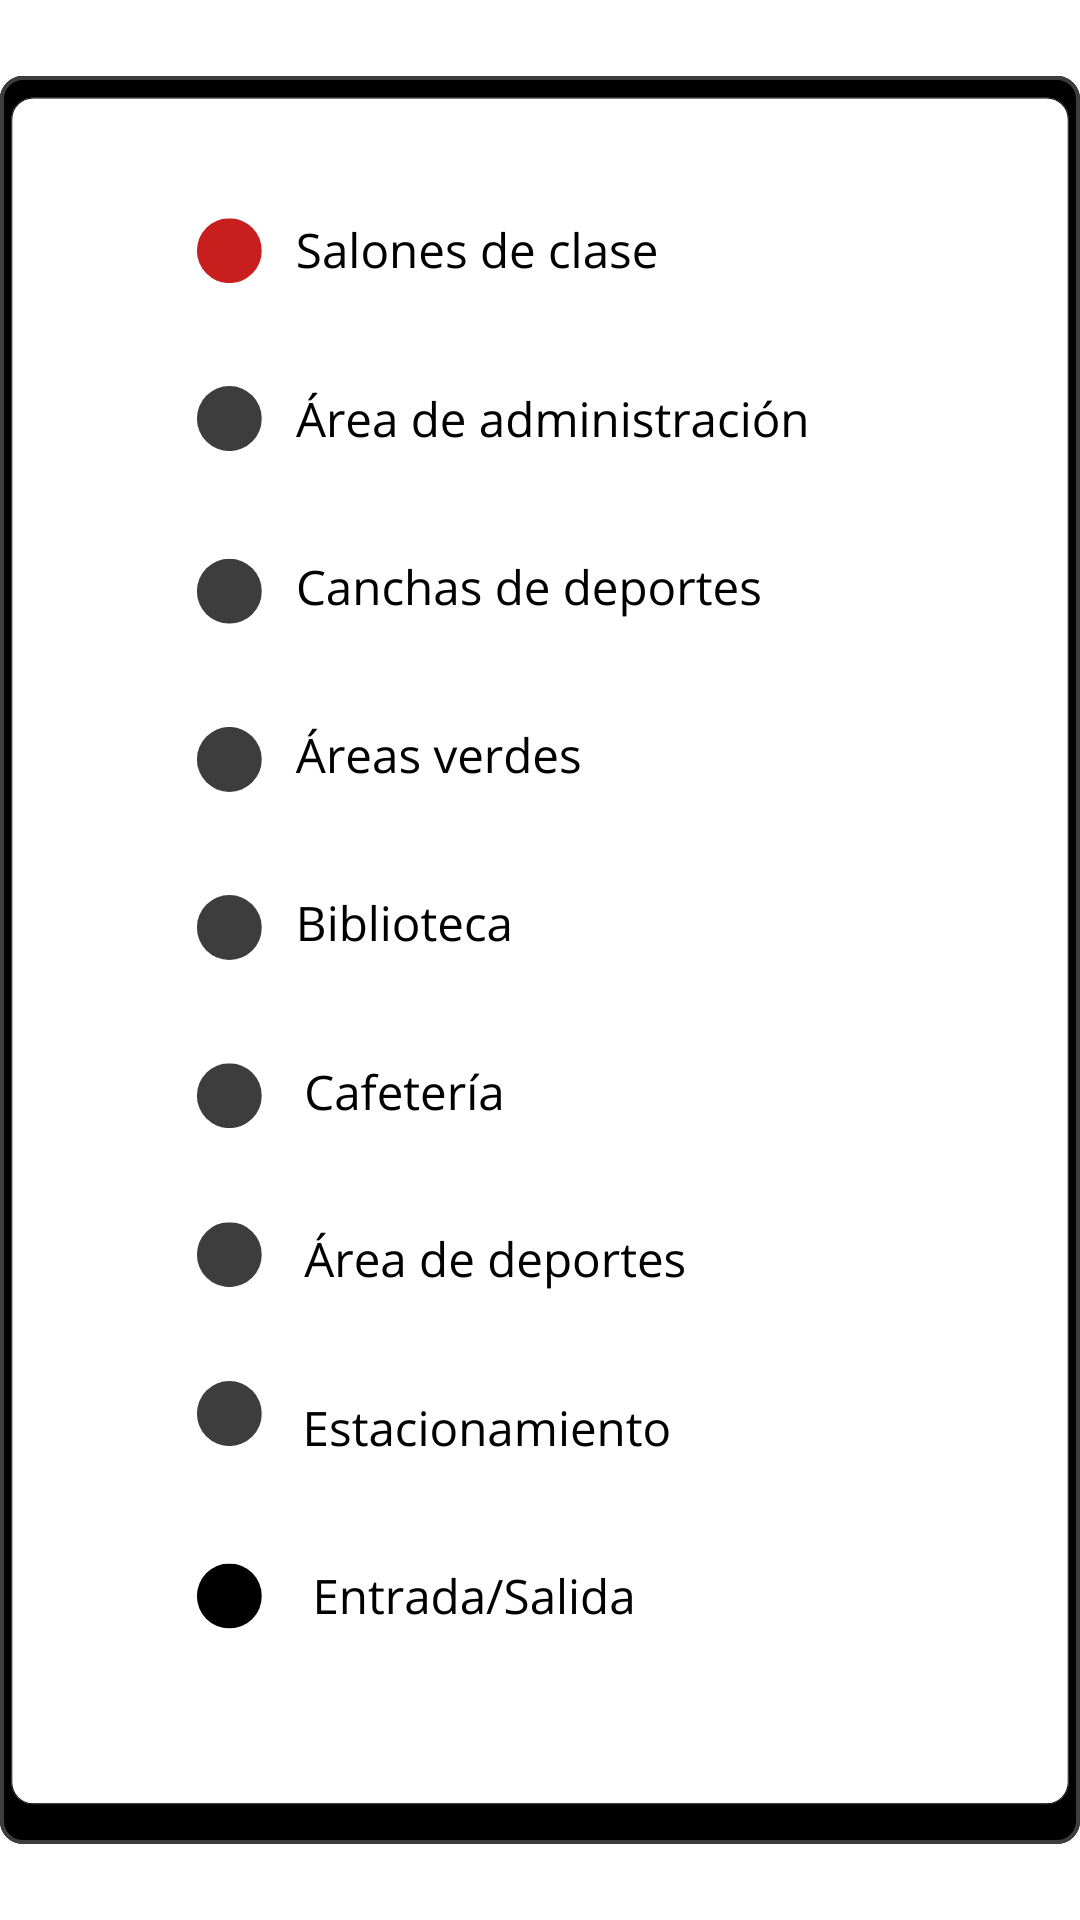 Salones de clase
Área de administración
Canchas de deportes
Áreas verdes
Biblioteca
Cafetería
Área de deportes
Estacionamiento
Entrada/Salida